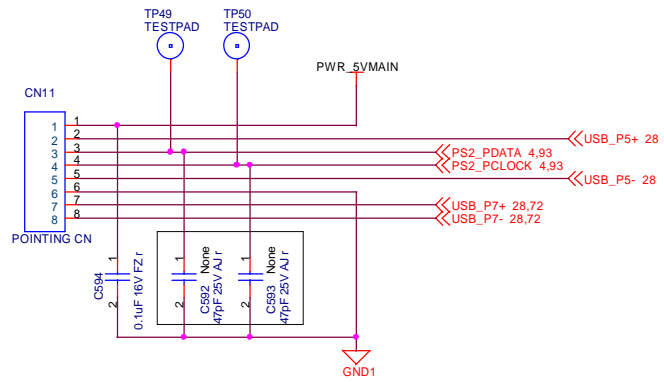 TP49
TESTPAD
TP50
TESTPAD
PWR_5VMAIN
CN11
1 1
2 2
3 3
4 4
5 5
6 6
7 7
8 8
USB_P5+ 28
PS2_PDATA 4,93
PS2_PCLOCK 4,93
USB_P5- 28
USB_P7+ 28,72
USB_P7- 28,72
POINTING CN
1
2
C594
0.1uF 16V FZ r
1
2
None
C592
47pF 25V AJ r
1
2
None
C593
47pF 25V AJ r
GND1